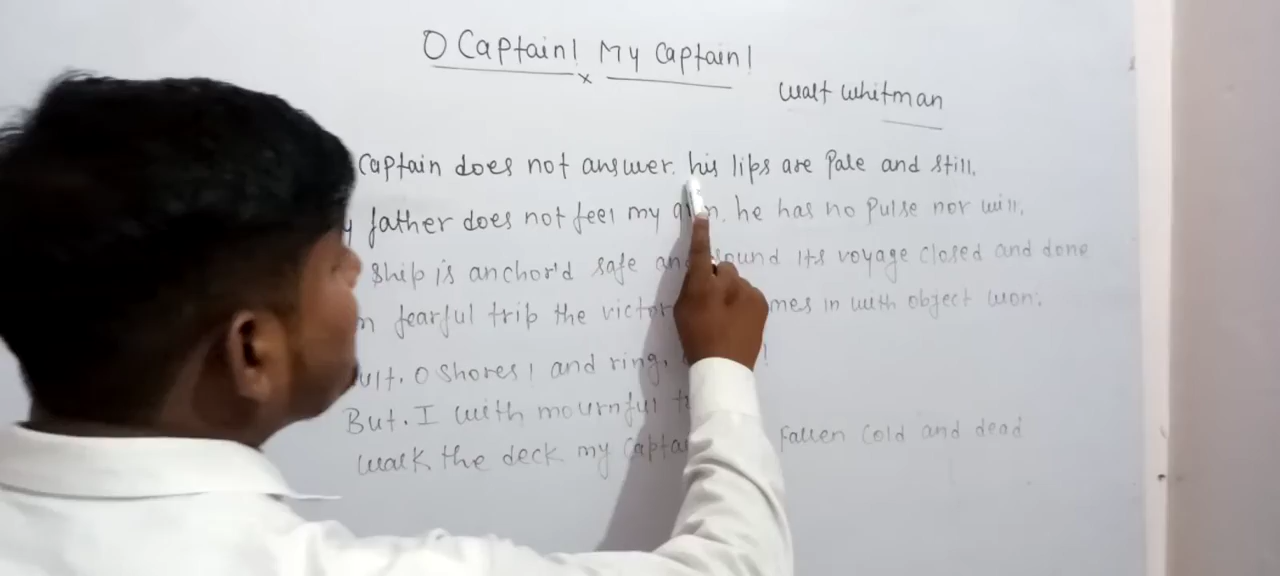 O Captain! My Captain!
x
Walt Whitman
Captain does not answer. his lips are Pale and still.
father does not feel my he has no Pulse nor will.
Ship is anchor'd safe and sound Its voyage closed and done
fearful trip the victor mes in with object won.
O Shores! and ring.
But. I with mournful
walk the deck my Captai Fallen Cold and dead